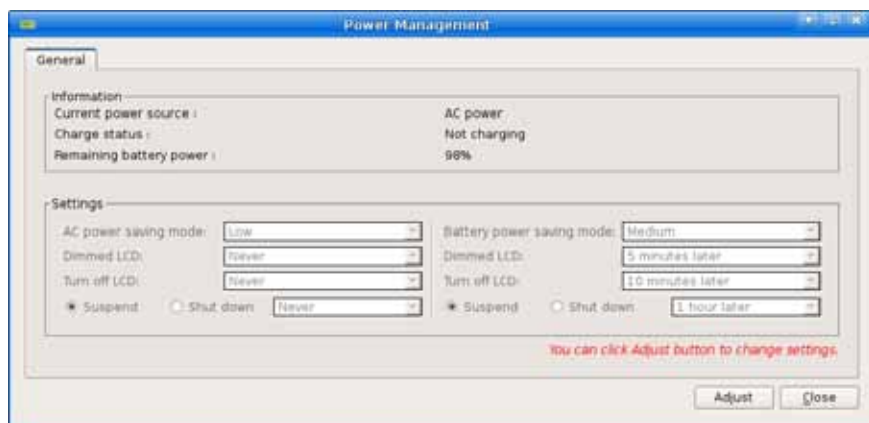 Power Management
General
Information
Current power source : AC power
Charge status : Not charging
Remaining battery power : 98%
Settings
AC power saving mode: Low Battery power saving mode: Medium
Dimmed LCD: Never Dimmed LCD: 5 minutes later
Turn off LCD: Never Turn off LCD: 10 minutes later
Suspend Shut down Never Suspend Shut down 1 hour later
You can click Adjust button to change settings.
Adjust Close